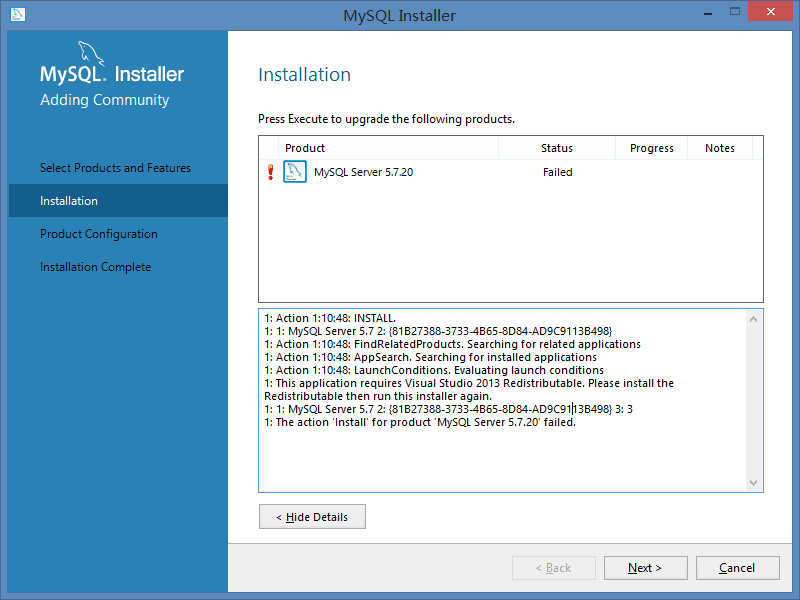 MySQL Installer
MySQL. Installer
Adding Community
Select Products and Features
Installation
Product Configuration
Installation Complete
Installation
Press Execute to upgrade the following products.
Product Status Progress Notes
MySQL Server 5.7.20 Failed
1: Action 1:10:48: INSTALL.
1: 1: MySQL Server 5.7 2: {81B27388-3733-4B65-8D84-AD9C9113B498}
1: Action 1:10:48: FindRelatedProducts. Searching for related applications
1: Action 1:10:48: AppSearch. Searching for installed applications
1: Action 1:10:48: LaunchConditions. Evaluating launch conditions
1: This application requires Visual Studio 2013 Redistributable. Please install the
Redistributable then run this installer again.
1: 1: MySQL Server 5.7 2: {81B27388-3733-4B65-8D84-AD9C9113B498} 3: 3
1: The action 'Install' for product 'MySQL Server 5.7.20' failed.
< Hide Details
< Back
Next >
Cancel